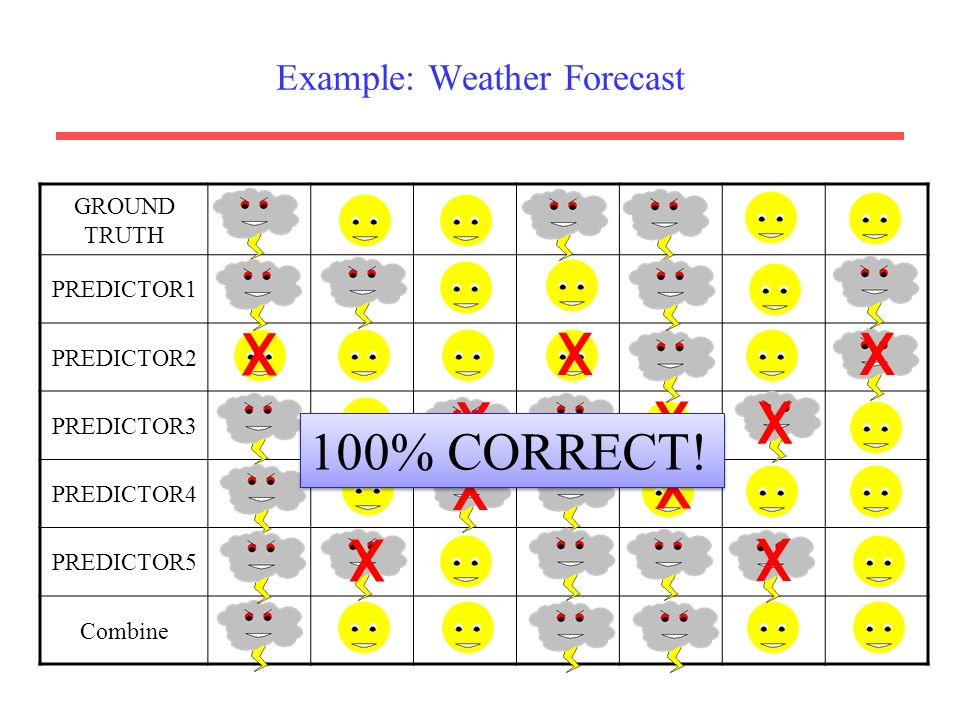 Example: Weather Forecast
GROUND
TRUTH
PREDICTOR1
PREDICTOR2
X X X
PREDICTOR3
X X X
100% CORRECT!
PREDICTOR4
X X
PREDICTOR5
X X
Combine